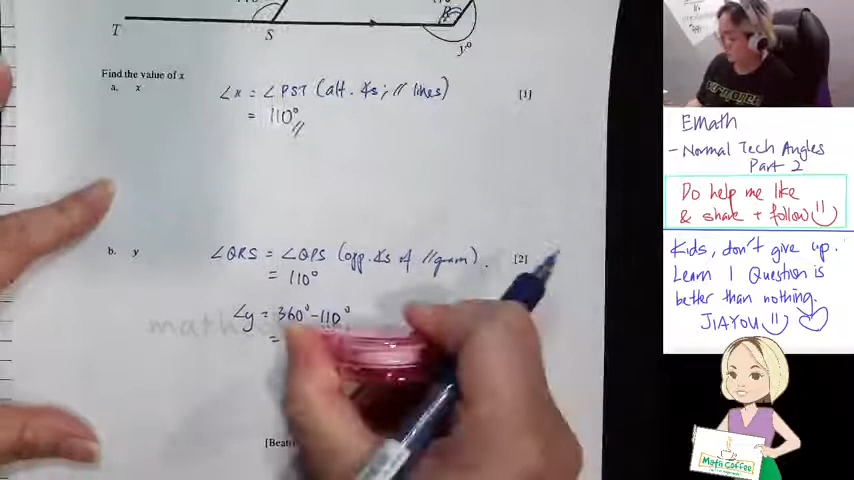 T
S
y°
Find the value of x
a. x
∠x = ∠PST (alt. ∠s, // lines)
[1]
= 110°//
b. y
∠QRS = ∠QPS (opp. ∠s of //gram).
[2]
= 110°
∠y = 360° - 110°
=
EMath
- Normal Tech Angles
Part 2
Do help me like
& share + follow
Kids, don't give up.
Learn 1 Question is
better than nothing.
JIAYOU
Math Coffee